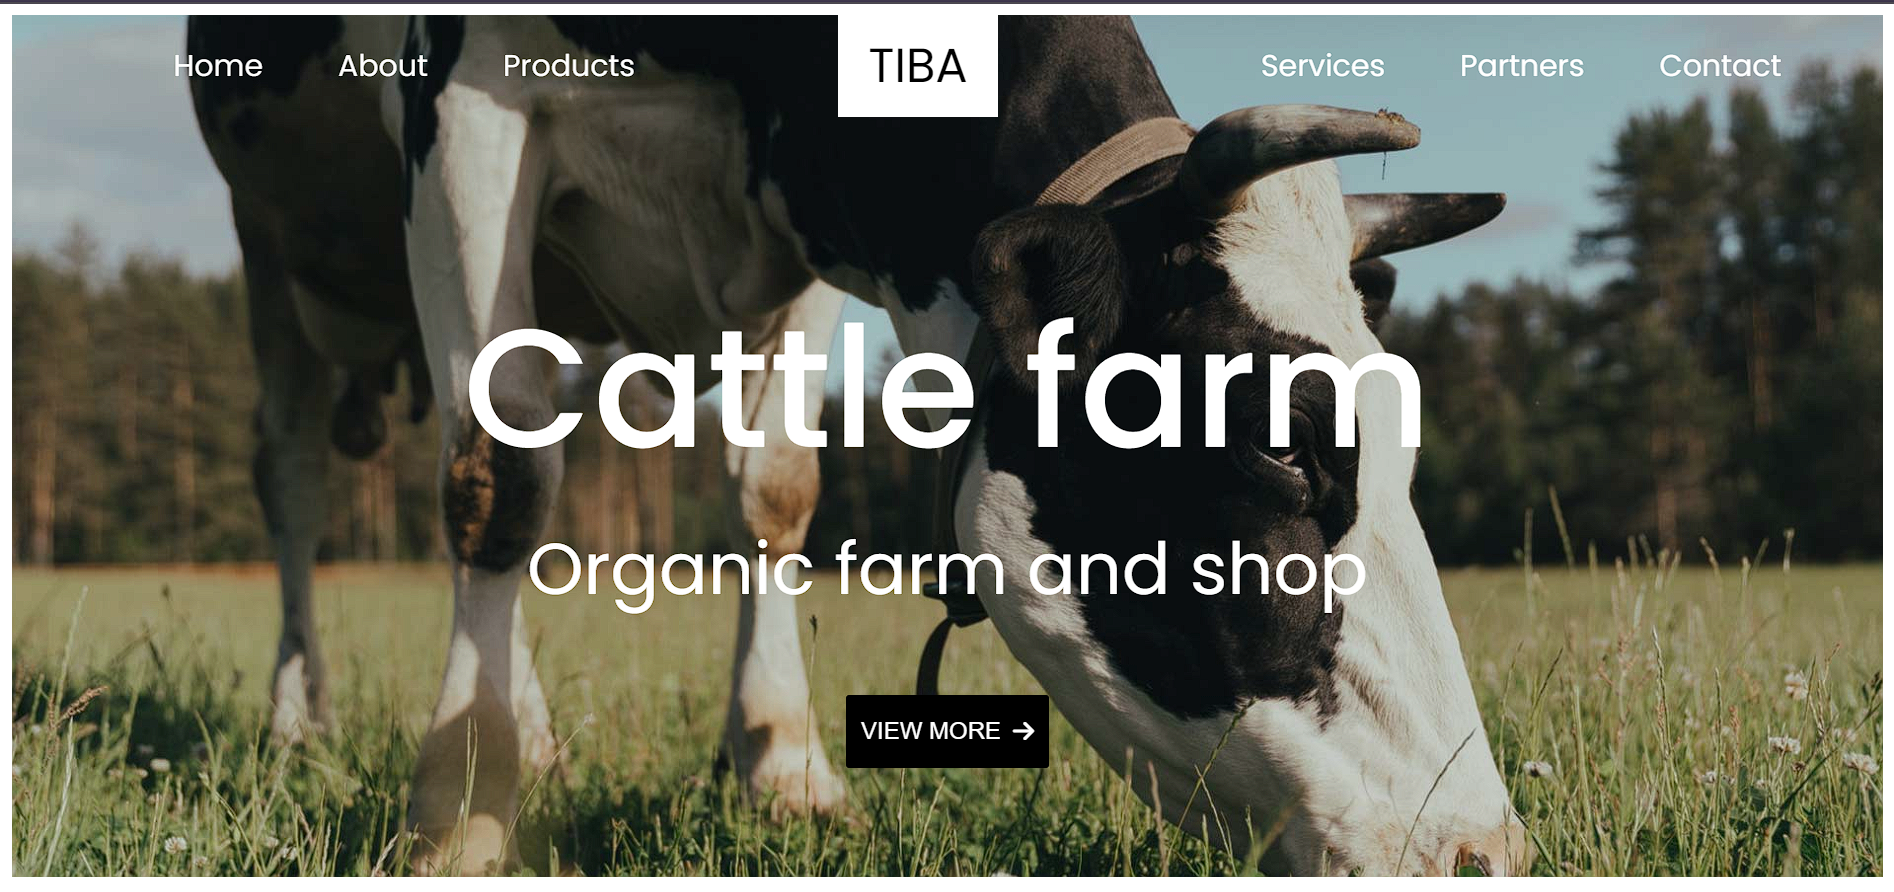 Home About Products TIBA Services Partners Contact
Cattle farm
Organic farm and shop
VIEW MORE →